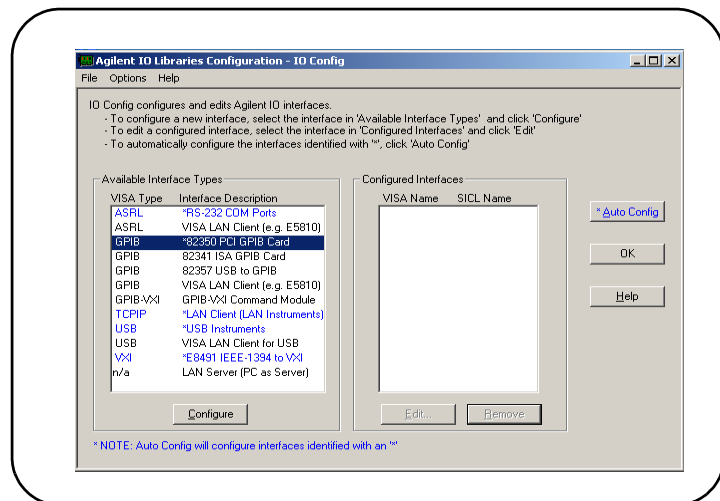 Agilent IO Libraries Configuration - IO Config
File Options Help
IO Config configures and edits Agilent IO interfaces.
- To configure a new interface, select the interface in 'Available Interface Types' and click 'Configure'
- To edit a configured interface, select the interface in 'Configured Interfaces' and click 'Edit'
- To automatically configure the interfaces identified with '*', click 'Auto Config'
Available Interface Types
VISA Type Interface Description
ASRL *RS-232 COM Ports
ASRL VISA LAN Client (e.g. E5810)
GPIB *82350 PCI GPIB Card
GPIB 82341 ISA GPIB Card
GPIB 82357 USB to GPIB
GPIB VISA LAN Client (e.g. E5810)
GPIB-VXI GPIB-VXI Command Module
TCPIP *LAN Client (LAN Instruments)
USB *USB Instruments
USB VISA LAN Client for USB
VXI *E8491 IEEE-1394 to VXI
n/a LAN Server (PC as Server)
Configure
Configured Interfaces
VISA Name SICL Name
Edit... Remove
* Auto Config
OK
Help
* NOTE: Auto Config will configure interfaces identified with an '*'